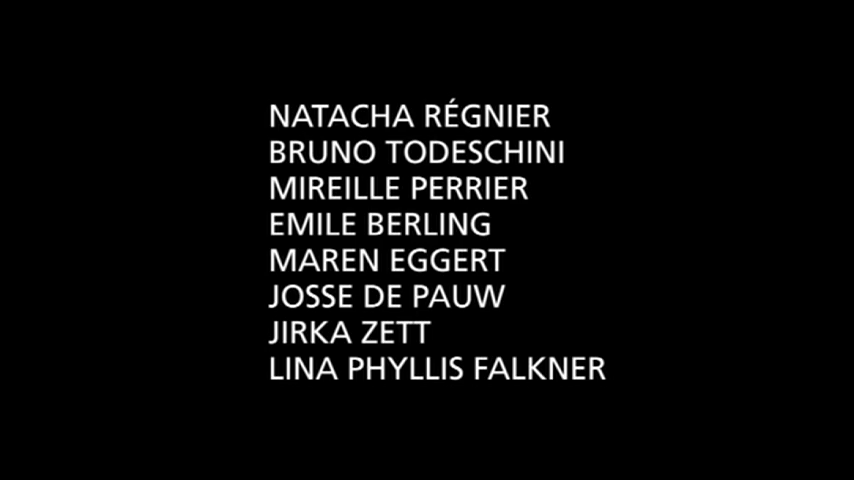 NATACHA RÉGNIER
BRUNO TODESCHINI
MIREILLE PERRIER
EMILE BERLING
MAREN EGGERT
JOSSE DE PAUW
JIRKA ZETT
LINA PHYLLIS FALKNER